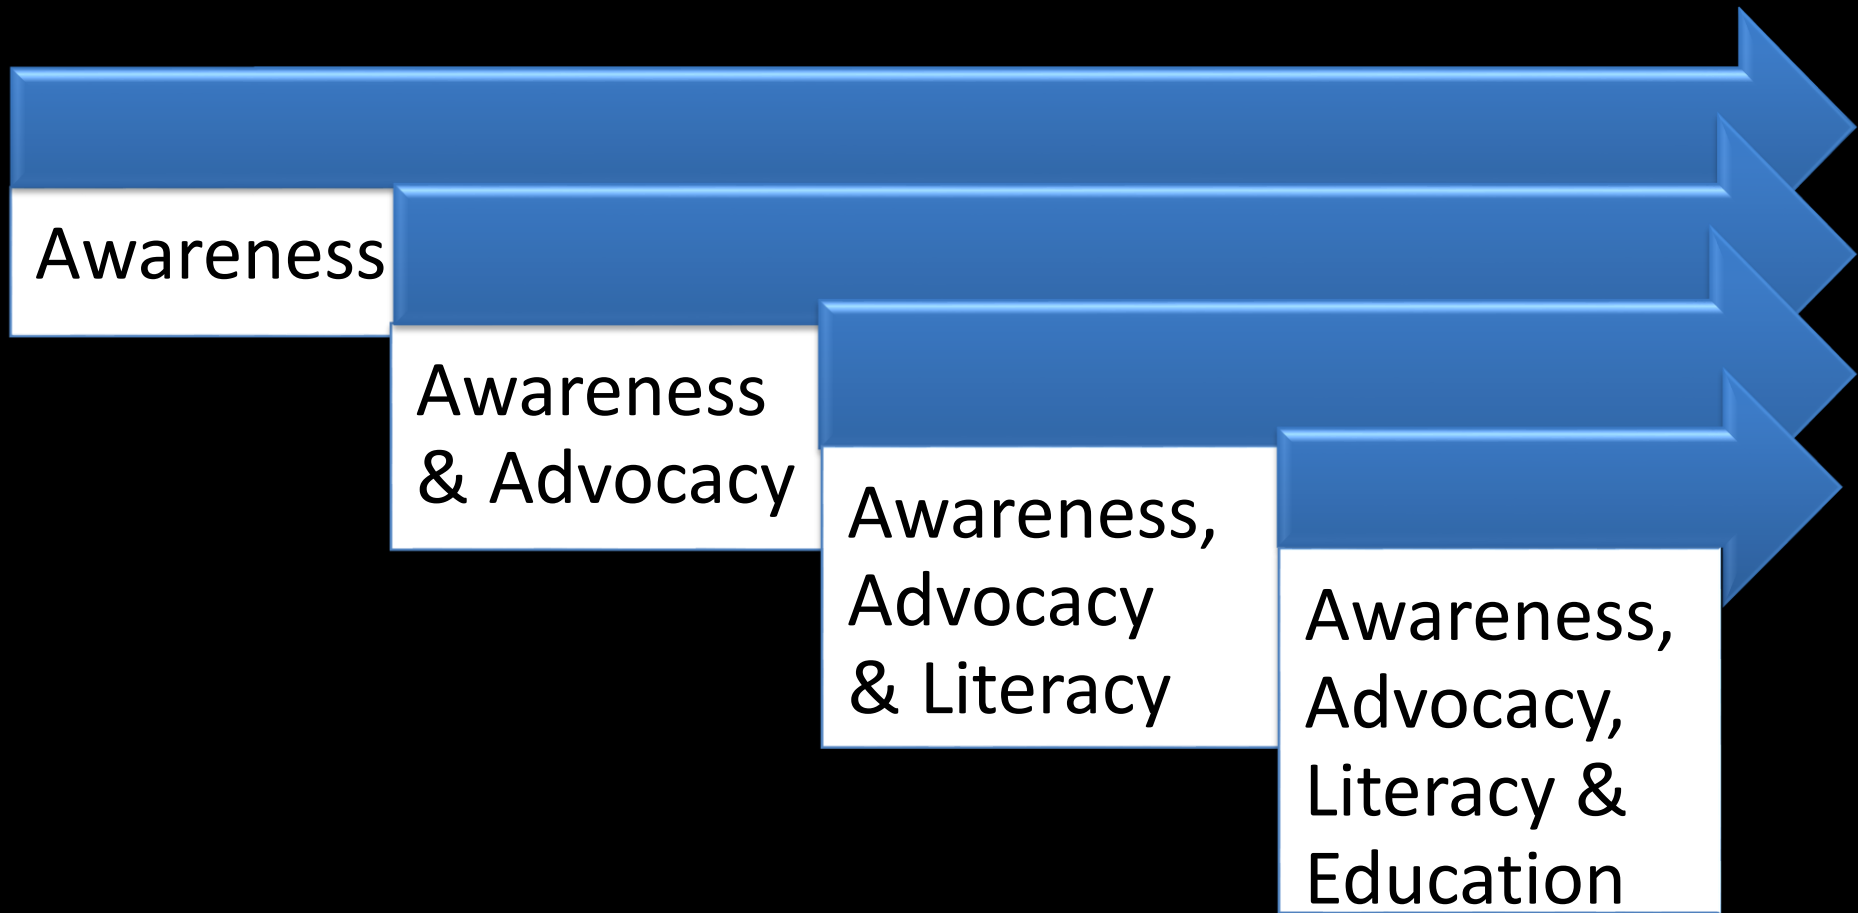 Awareness
Awareness
& Advocacy
Awareness,
Advocacy
& Literacy
Awareness,
Advocacy,
Literacy &
Education